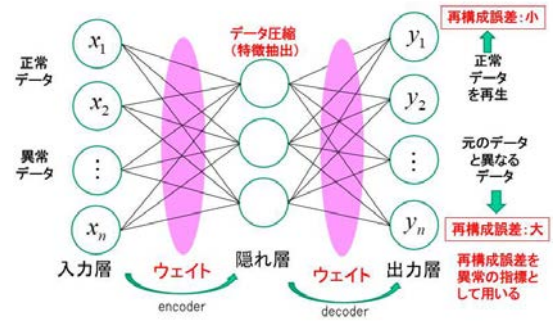 データ圧縮
(特徴抽出)
再構成誤差:小
正常
データ
x1
x2
⋮
xn
異常
データ
y1
y2
⋮
yn
正常
データ
を再生
元のデータ
と異なる
データ
再構成誤差:大
再構成誤差を
異常の指標
として用いる
入力層
ウェイト
隠れ層
ウェイト
出力層
encoder
decoder